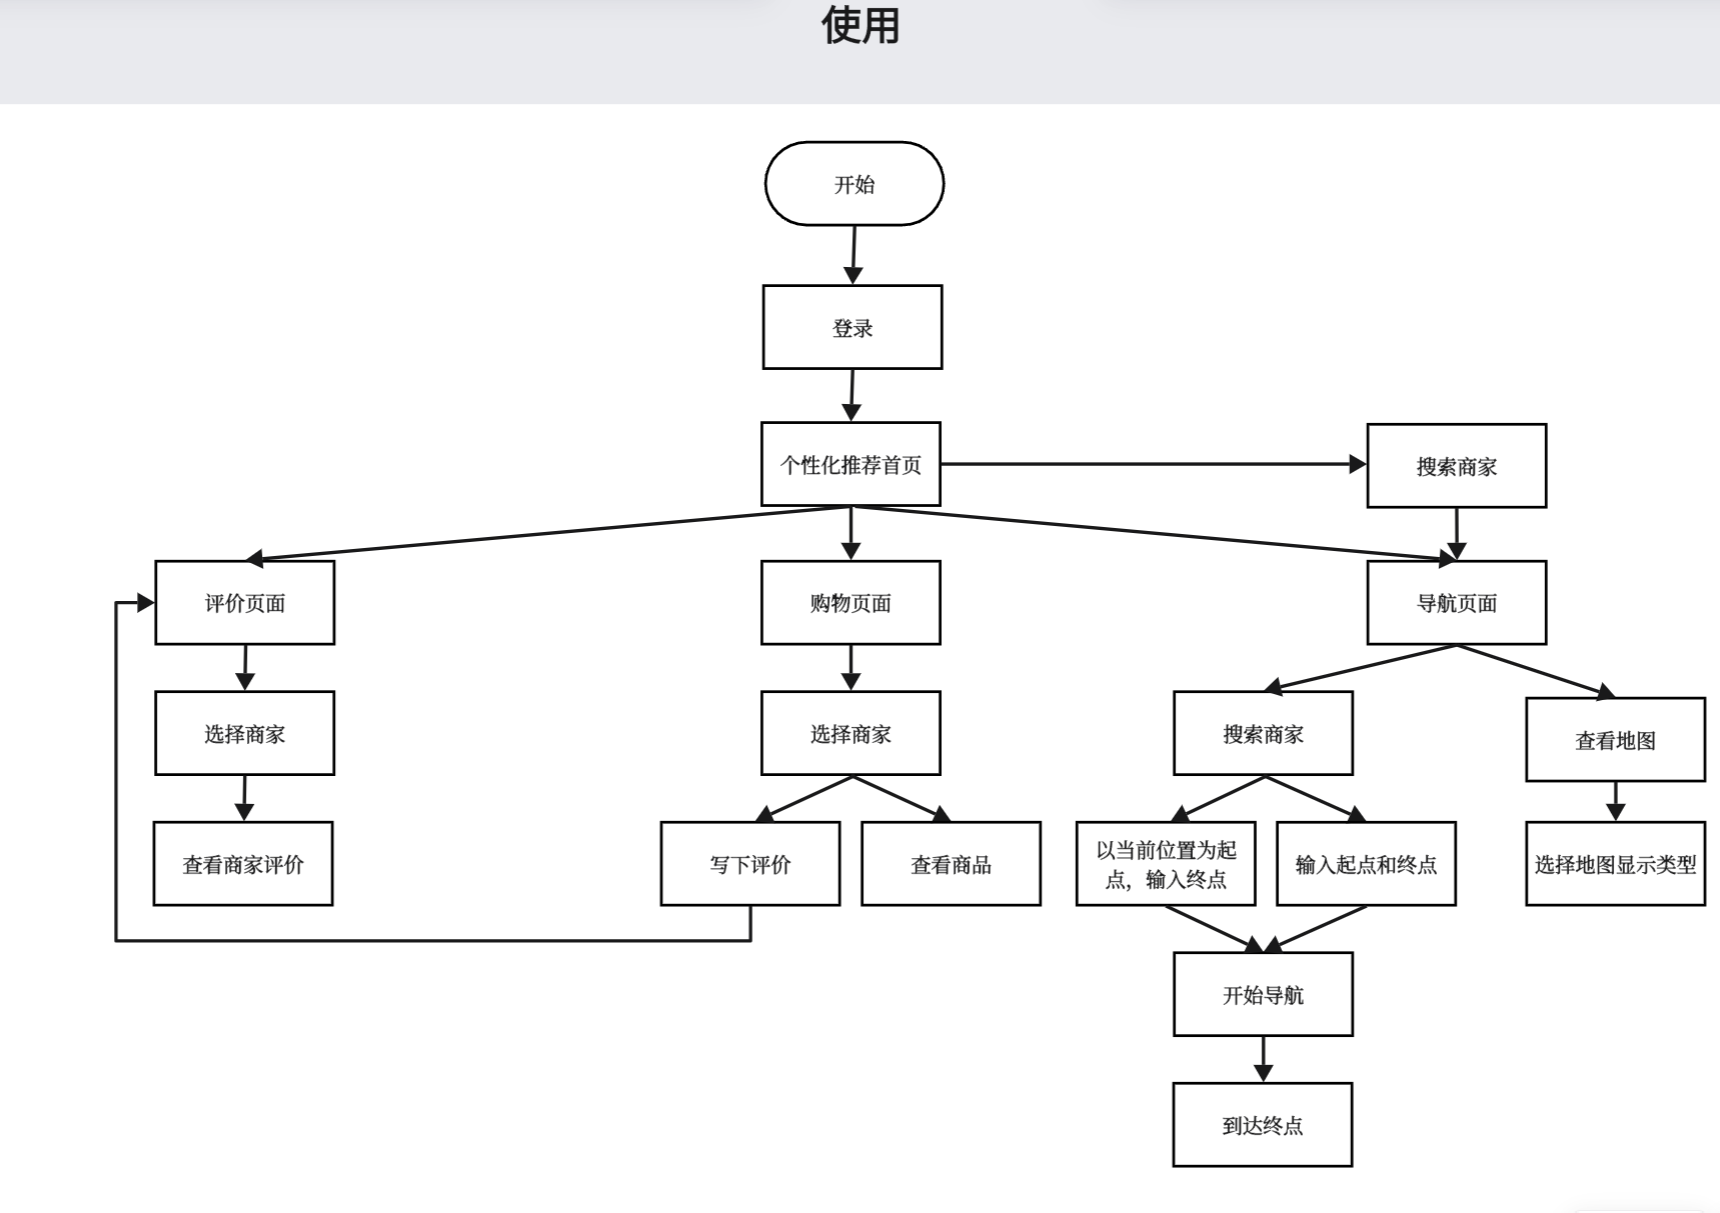 使用
开始
登录
个性化推荐首页
搜索商家
评价页面
购物页面
导航页面
选择商家
选择商家
搜索商家
查看地图
查看商家评价
写下评价
查看商品
以当前位置为起
点，输入终点
输入起点和终点
选择地图显示类型
开始导航
到达终点